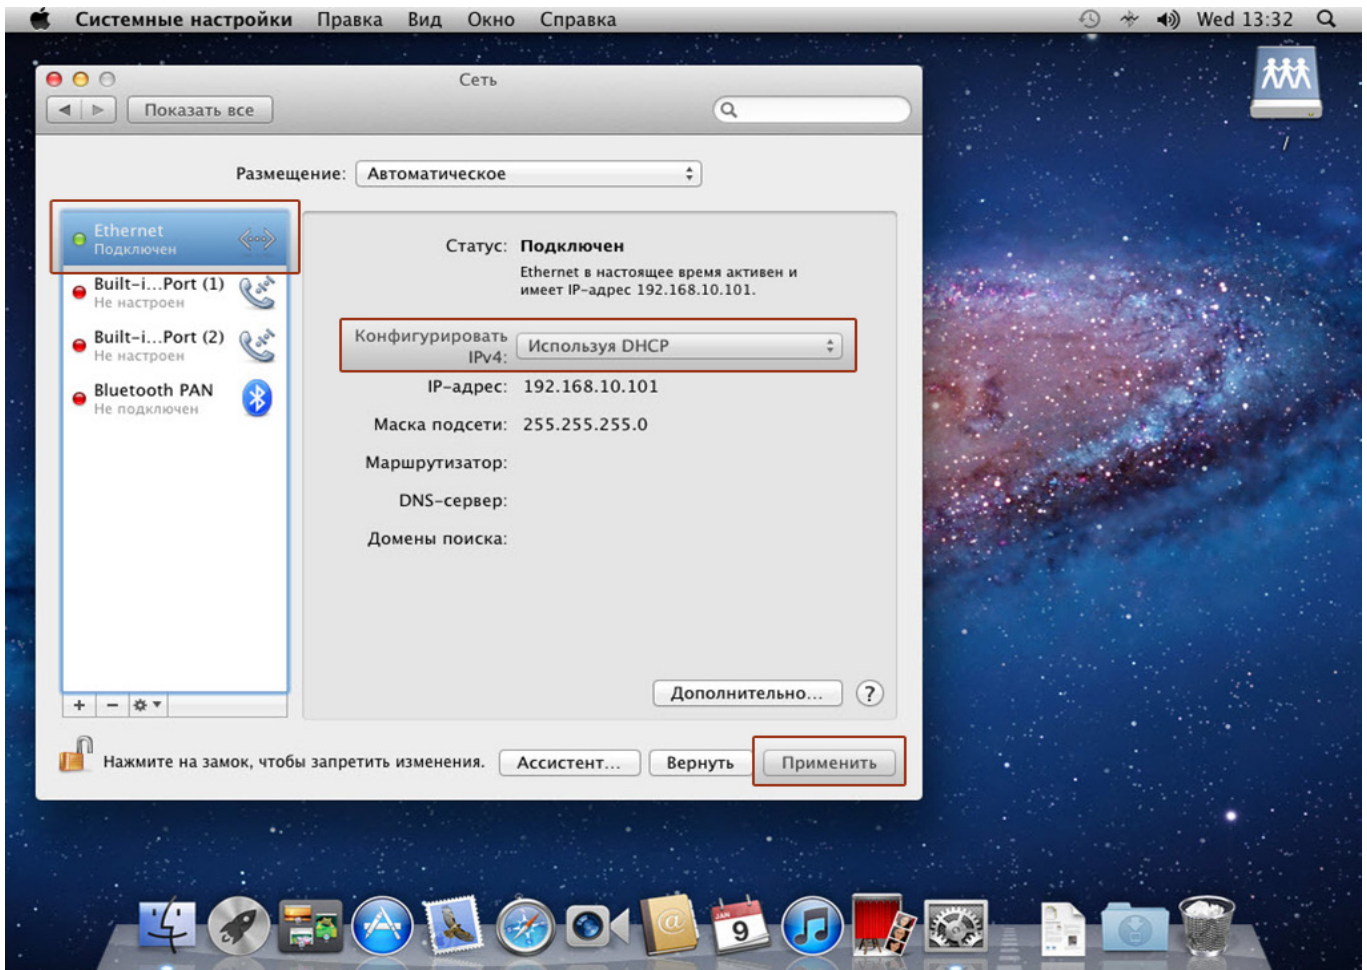 Системные настройки Правка Вид Окно Справка Wed 13:32
Сеть
Показать все
/
Размещение: Автоматическое
Ethernet
Подключен
Built-i...Port (1)
Не настроен
Built-i...Port (2)
Не настроен
Bluetooth PAN
Не подключен
Статус: Подключен
Ethernet в настоящее время активен и
имеет IP-адрес 192.168.10.101.
Конфигурировать
IPv4: Используя DHCP
IP-адрес: 192.168.10.101
Маска подсети: 255.255.255.0
Маршрутизатор:
DNS-сервер:
Домены поиска:
+ −
Дополнительно... ?
Нажмите на замок, чтобы запретить изменения. Ассистент... Вернуть Применить
JAN
9